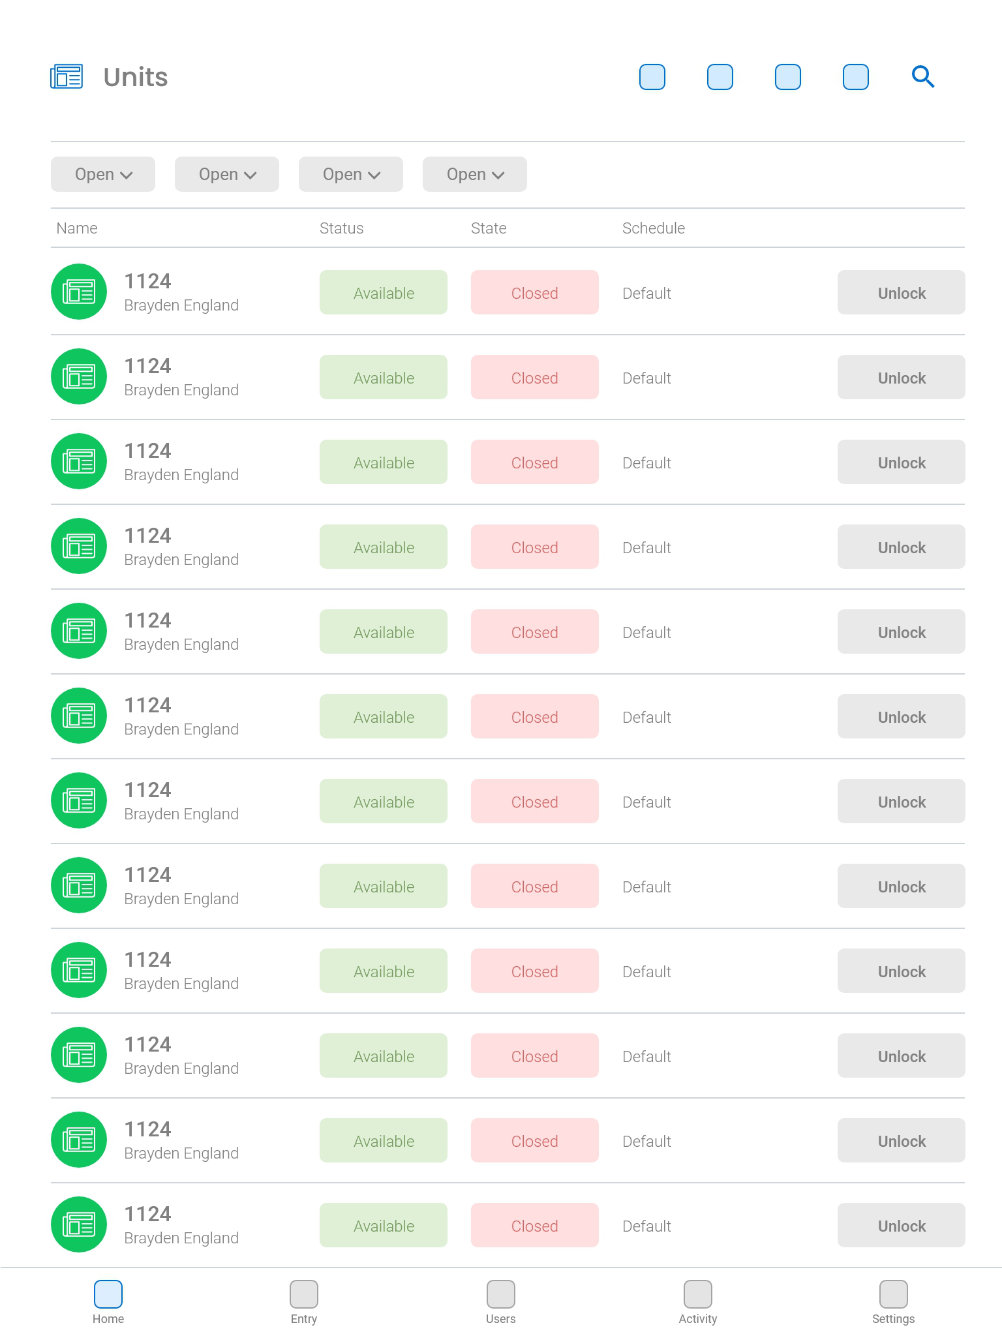 Units
Open Open Open Open
Name Status State Schedule
1124
Brayden England Available Closed Default Unlock
1124
Brayden England Available Closed Default Unlock
1124
Brayden England Available Closed Default Unlock
1124
Brayden England Available Closed Default Unlock
1124
Brayden England Available Closed Default Unlock
1124
Brayden England Available Closed Default Unlock
1124
Brayden England Available Closed Default Unlock
1124
Brayden England Available Closed Default Unlock
1124
Brayden England Available Closed Default Unlock
1124
Brayden England Available Closed Default Unlock
1124
Brayden England Available Closed Default Unlock
1124
Brayden England Available Closed Default Unlock
Home Entry Users Activity Settings